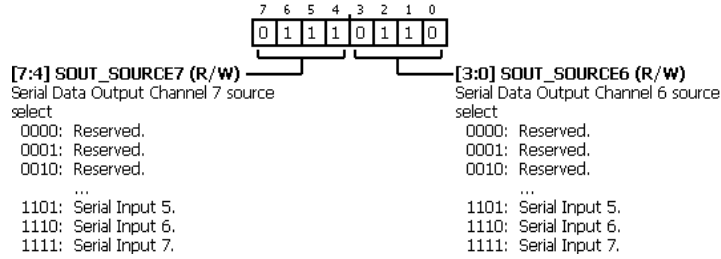 7 6 5 4 3 2 1 0
0 1 1 1 0 1 1 0
[7:4] SOUT_SOURCE7 (R/W)
Serial Data Output Channel 7 source
select
0000: Reserved.
0001: Reserved.
0010: Reserved.
...
1101: Serial Input 5.
1110: Serial Input 6.
1111: Serial Input 7.
[3:0] SOUT_SOURCE6 (R/W)
Serial Data Output Channel 6 source
select
0000: Reserved.
0001: Reserved.
0010: Reserved.
...
1101: Serial Input 5.
1110: Serial Input 6.
1111: Serial Input 7.